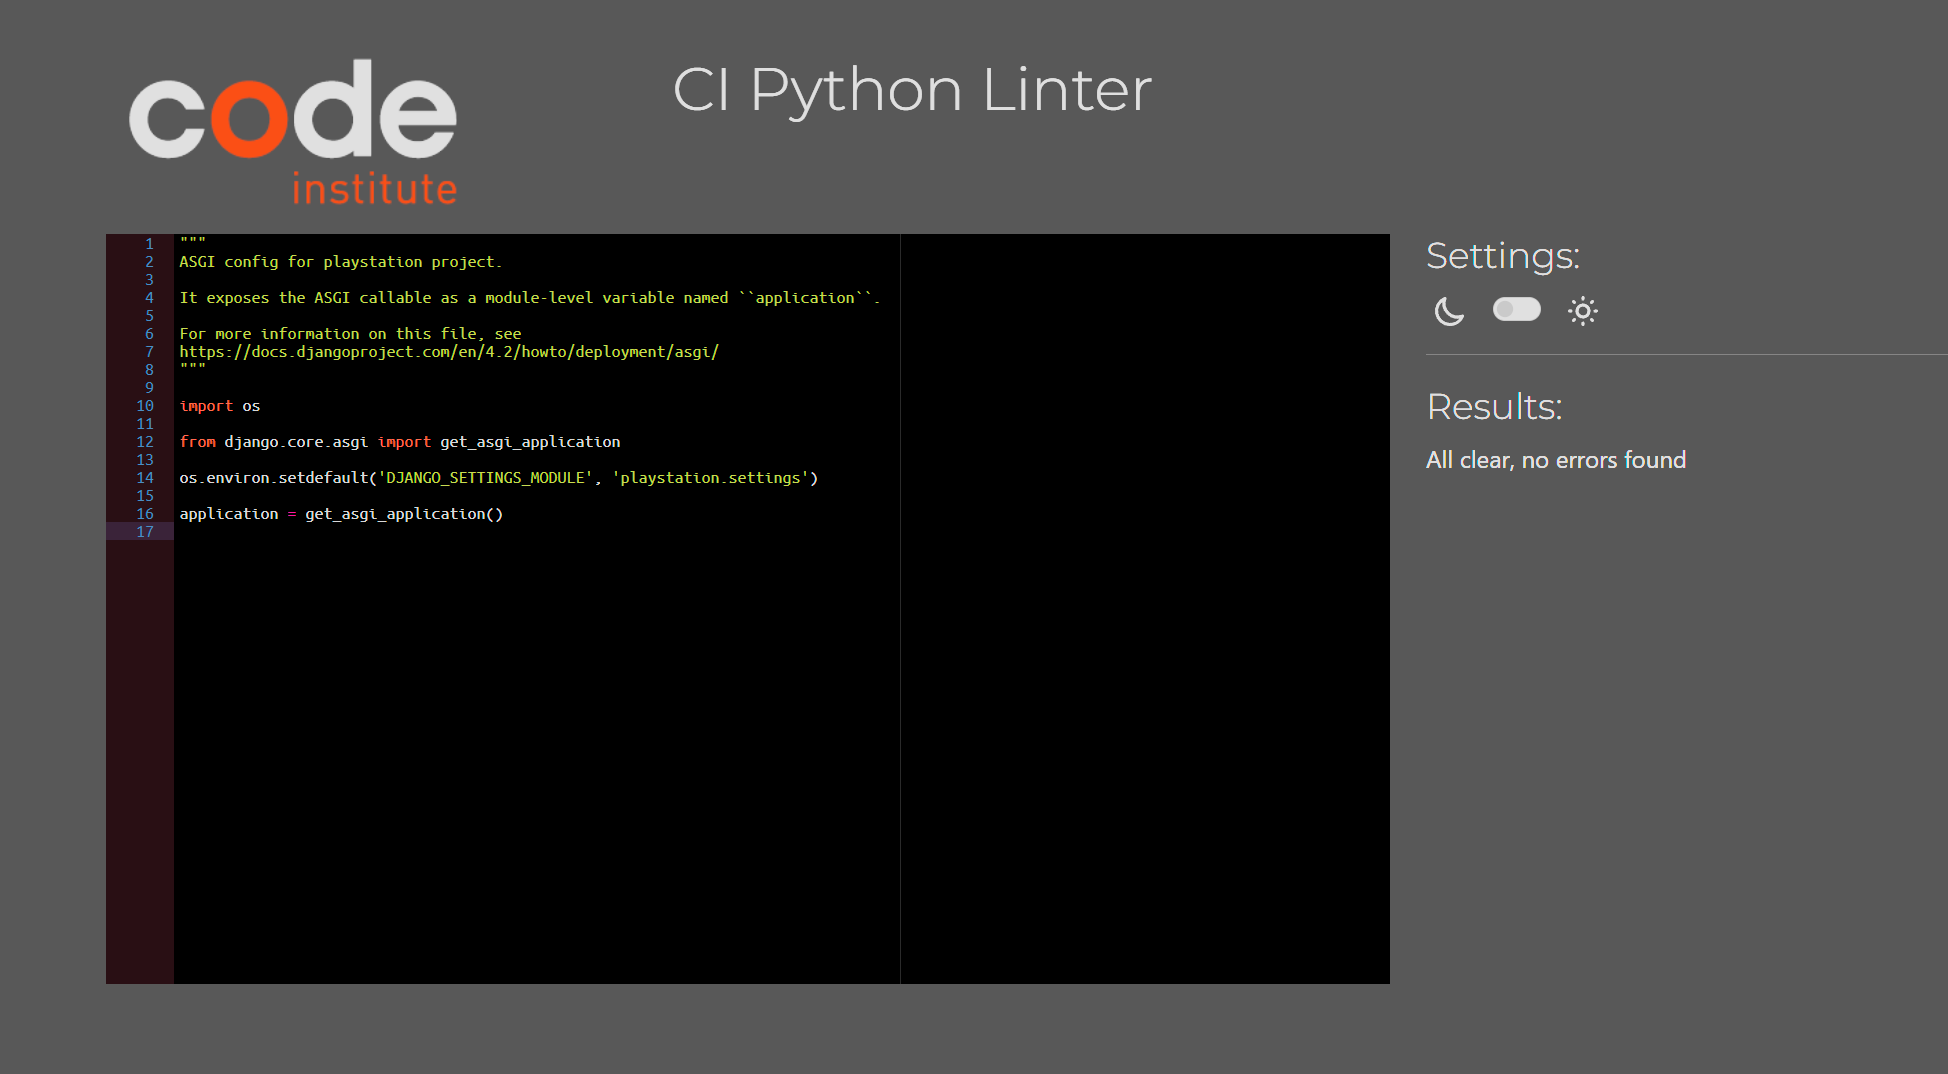 code
institute
CI Python Linter
1 """
2 ASGI config for playstation project.
3
4 It exposes the ASGI callable as a module-level variable named ``application``.
5
6 For more information on this file, see
7 https://docs.djangoproject.com/en/4.2/howto/deployment/asgi/
8 """
9
10 import os
11
12 from django.core.asgi import get_asgi_application
13
14 os.environ.setdefault('DJANGO_SETTINGS_MODULE', 'playstation.settings')
15
16 application = get_asgi_application()
17
Settings:
Results:
All clear, no errors found